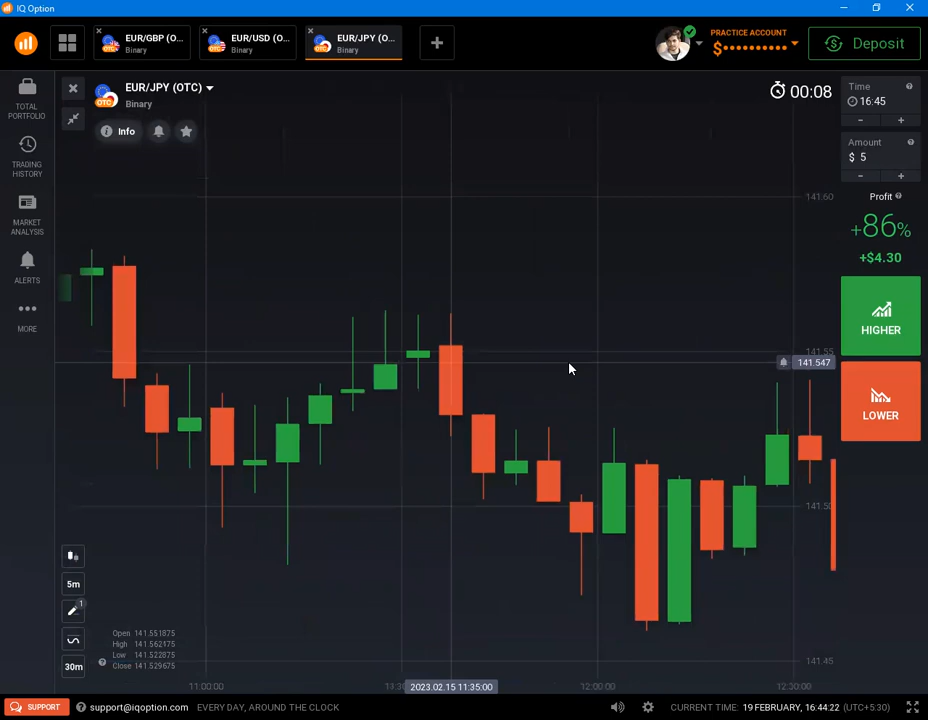 IQ Option
EUR/GBP (O...
Binary
EUR/USD (O...
Binary
EUR/JPY (O...
Binary
PRACTICE ACCOUNT
$••••••••••
Deposit
TOTAL
PORTFOLIO
TRADING
HISTORY
MARKET
ANALYSIS
ALERTS
MORE
OTC
EUR/JPY (OTC)
Binary
Info
00:08
Time
16:45
Amount
$ 5
Profit
+86%
+$4.30
HIGHER
LOWER
141.60
141.55
141.547
141.50
141.45
5m
1
30m
Open 141.551875
High 141.562175
Low 141.522875
Close 141.529675
11:00:00
11:30
2023.02.15 11:35:00
12:00:00
12:30:00
SUPPORT
support@iqoption.com
EVERY DAY, AROUND THE CLOCK
CURRENT TIME: 19 FEBRUARY, 16:44:22 (UTC+5:30)